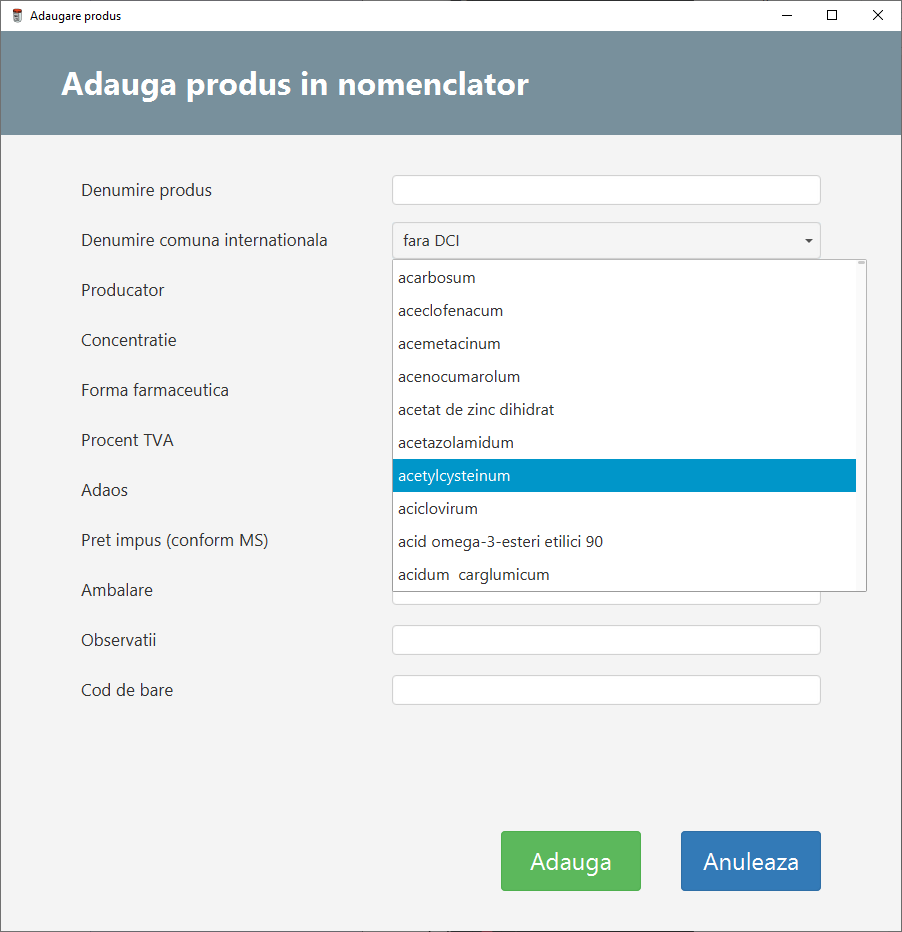 Adaugare produs
Adauga produs in nomenclator
Denumire produs
Denumire comuna internationala
fara DCI
Producator
Concentratie
Forma farmaceutica
Procent TVA
Adaos
Pret impus (conform MS)
Ambalare
Observatii
Cod de bare
acarbosum
aceclofenacum
acemetacinum
acenocumarolum
acetat de zinc dihidrat
acetazolamidum
acetylcysteinum
aciclovirum
acid omega-3-esteri etilici 90
acidum  carglumicum
Adauga
Anuleaza